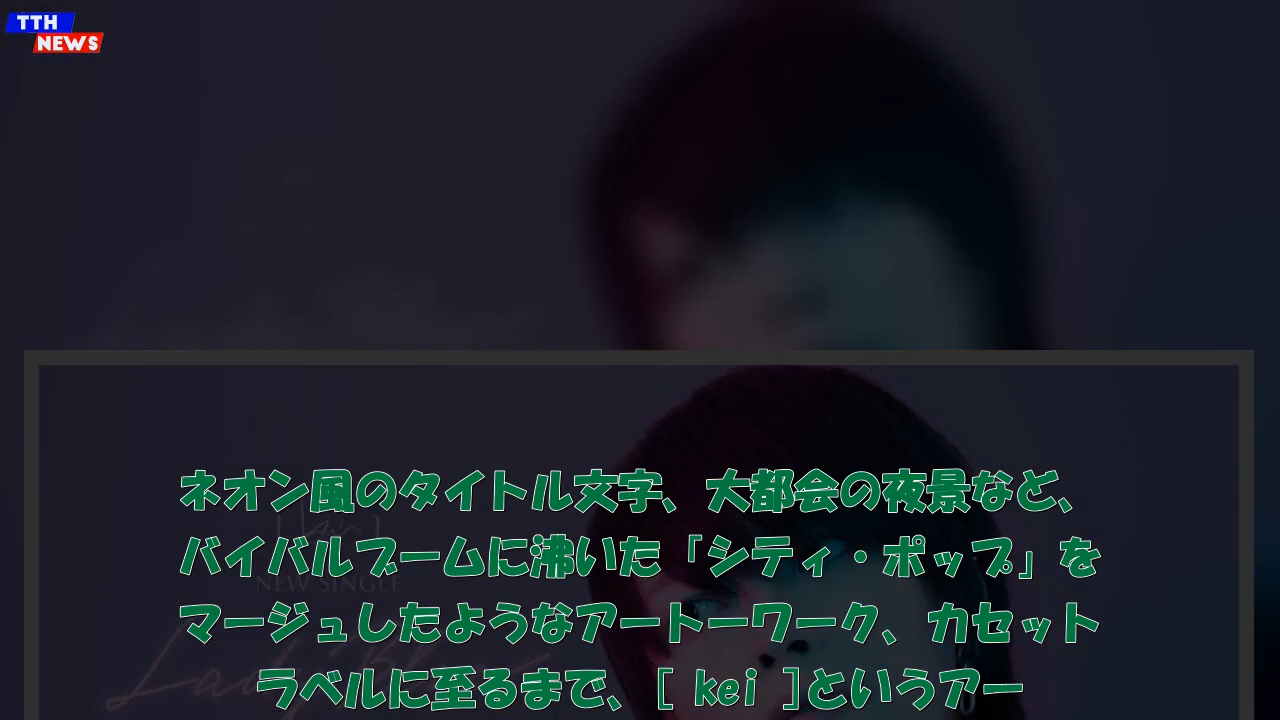 TTH
NEWS
ネオン風のタイトル文字、大都会の夜景など、
バイバルブームに沸いた「シティ・ポップ」を
NEW SINGLE
マージュしたようなアートーワーク、カセット
ラベルに至るまで、[ kei ]というアー